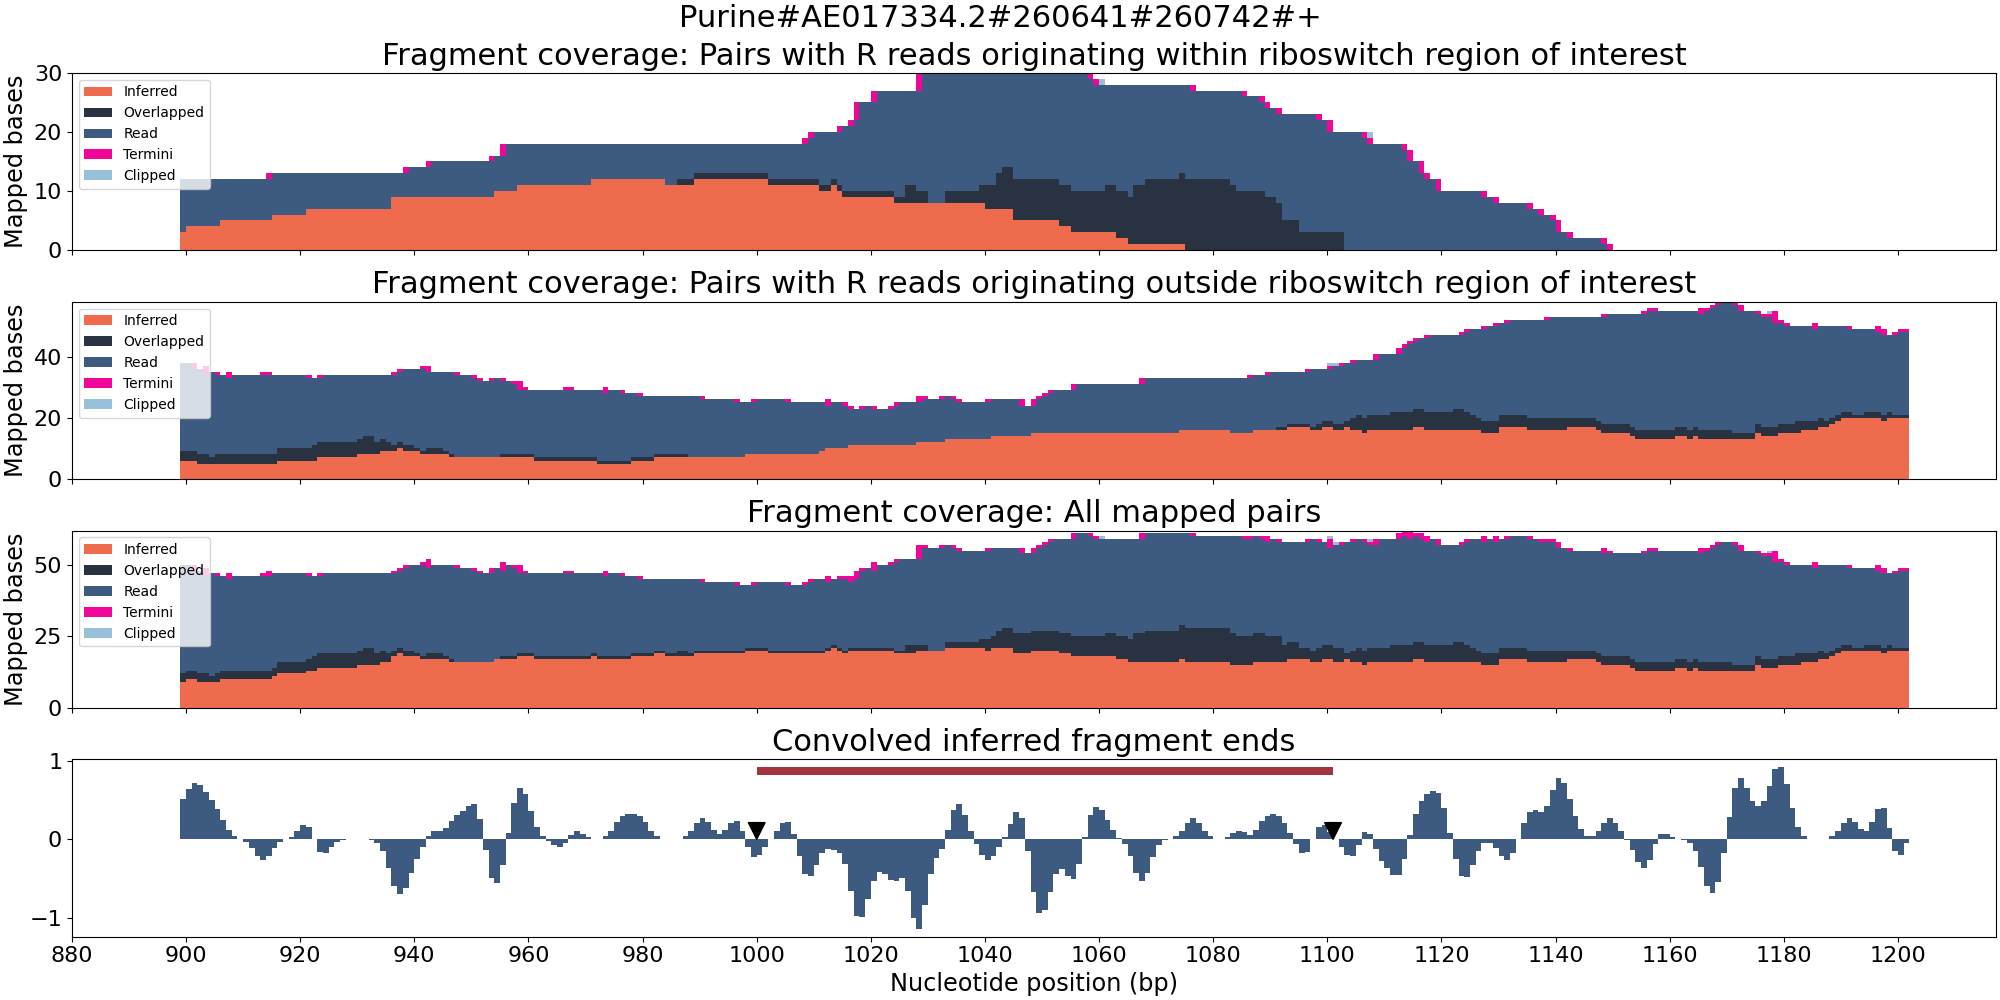 Purine#AE017334.2#260641#260742#+
Fragment coverage: Pairs with R reads originating within riboswitch region of interest
Mapped bases
30
20
10
0
Inferred
Overlapped
Read
Termini
Clipped
Fragment coverage: Pairs with R reads originating outside riboswitch region of interest
Mapped bases
40
20
0
Inferred
Overlapped
Read
Termini
Clipped
Fragment coverage: All mapped pairs
Mapped bases
50
25
0
Inferred
Overlapped
Read
Termini
Clipped
Convolved inferred fragment ends
1
0
−1
880 900 920 940 960 980 1000 1020 1040 1060 1080 1100 1120 1140 1160 1180 1200
Nucleotide position (bp)